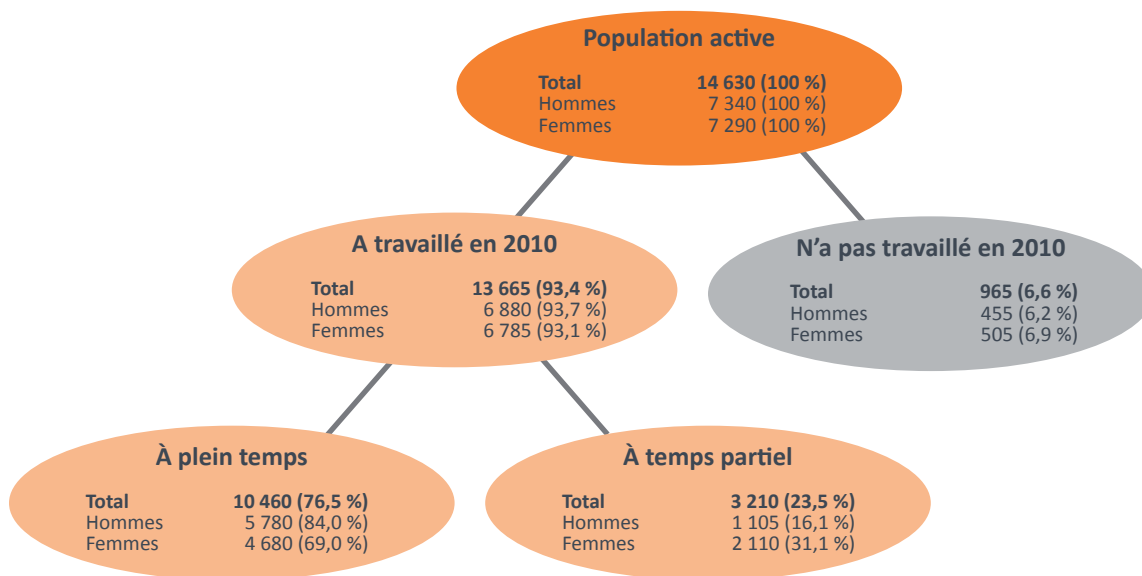 Population active
Total 14 630 (100 %)
Hommes 7 340 (100 %)
Femmes 7 290 (100 %)
A travaillé en 2010
Total 13 665 (93,4 %)
Hommes 6 880 (93,7 %)
Femmes 6 785 (93,1 %)
N'a pas travaillé en 2010
Total 965 (6,6 %)
Hommes 455 (6,2 %)
Femmes 505 (6,9 %)
À plein temps
Total 10 460 (76,5 %)
Hommes 5 780 (84,0 %)
Femmes 4 680 (69,0 %)
À temps partiel
Total 3 210 (23,5 %)
Hommes 1 105 (16,1 %)
Femmes 2 110 (31,1 %)